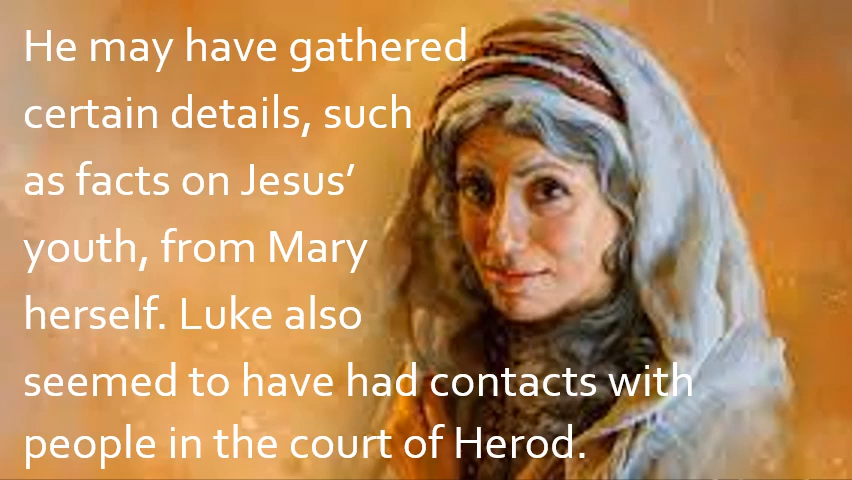 He may have gathered
certain details, such
as facts on Jesus’
youth, from Mary
herself. Luke also
seemed to have had contacts with
people in the court of Herod.